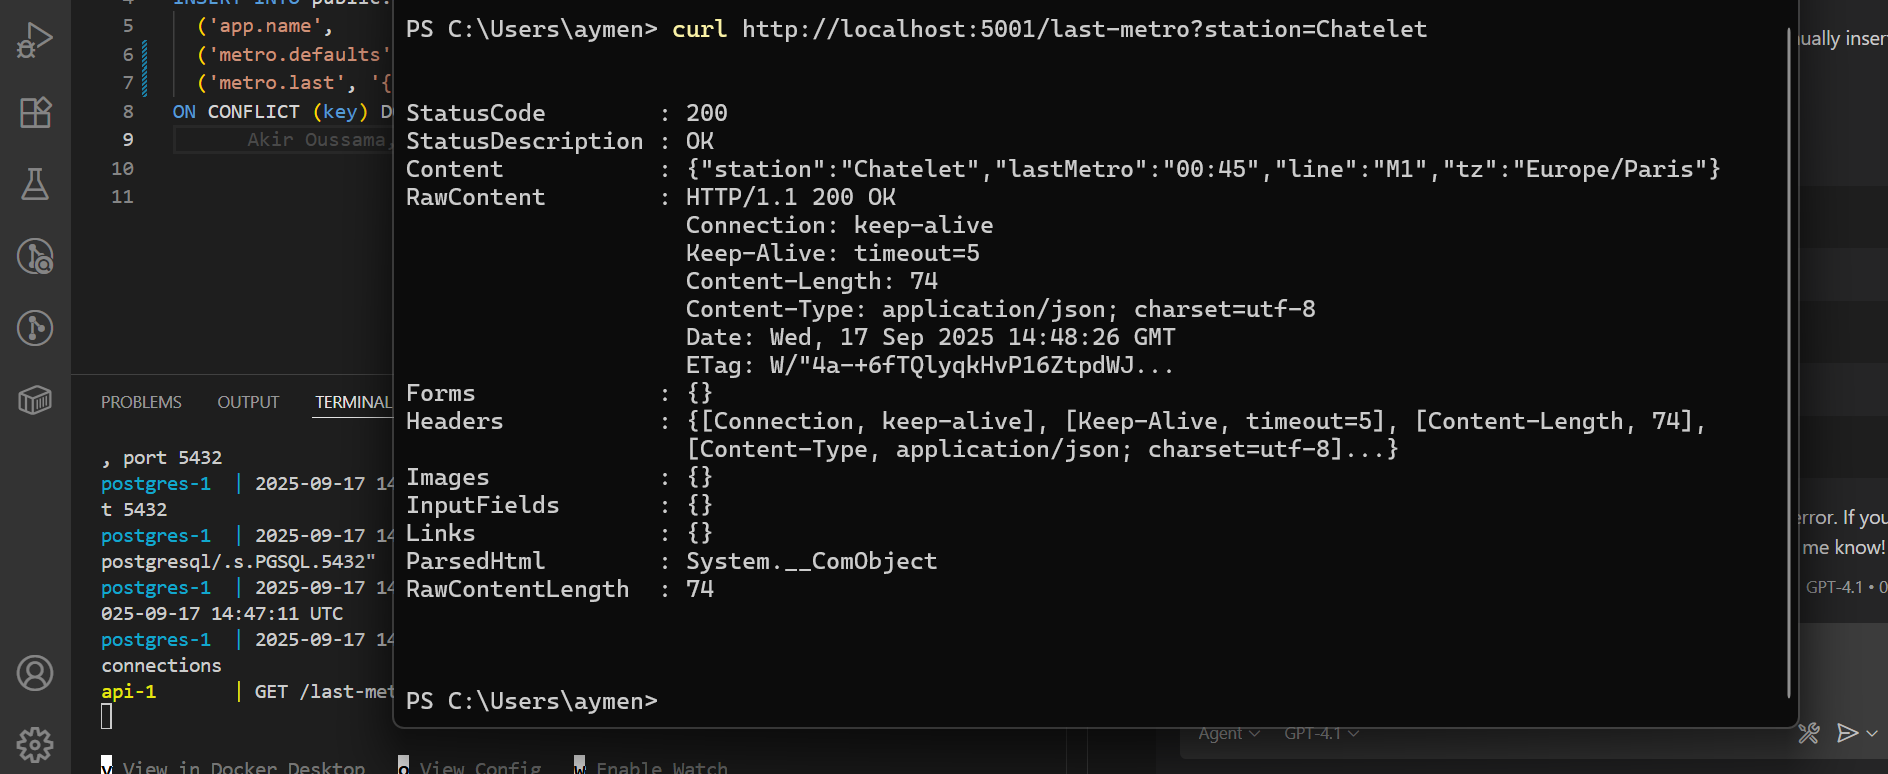 INSERT INTO public.
5 ('app.name',
6 ('metro.defaults'
7 ('metro.last', '{
8 ON CONFLICT (key) D
9 Akir Oussama,
10
11
PROBLEMS OUTPUT TERMINAL
, port 5432
postgres-1 | 2025-09-17 14
t 5432
postgres-1 | 2025-09-17 14
postgresql/.s.PGSQL.5432"
postgres-1 | 2025-09-17 14
025-09-17 14:47:11 UTC
postgres-1 | 2025-09-17 14
connections
api-1 | GET /last-met
v View in Docker Desktop o View Config w Enable Watch
PS C:\Users\aymen> curl http://localhost:5001/last-metro?station=Chatelet
StatusCode : 200
StatusDescription : OK
Content : {"station":"Chatelet","lastMetro":"00:45","line":"M1","tz":"Europe/Paris"}
RawContent : HTTP/1.1 200 OK
Connection: keep-alive
Keep-Alive: timeout=5
Content-Length: 74
Content-Type: application/json; charset=utf-8
Date: Wed, 17 Sep 2025 14:48:26 GMT
ETag: W/"4a-+6fTQlyqkHvP16ZtpdWJ...
Forms : {}
Headers : {[Connection, keep-alive], [Keep-Alive, timeout=5], [Content-Length, 74],
[Content-Type, application/json; charset=utf-8]...}
Images : {}
InputFields : {}
Links : {}
ParsedHtml : System.__ComObject
RawContentLength : 74
PS C:\Users\aymen>
ually inser
error. If you
me know!
GPT-4.1 • 0
Agent GPT-4.1